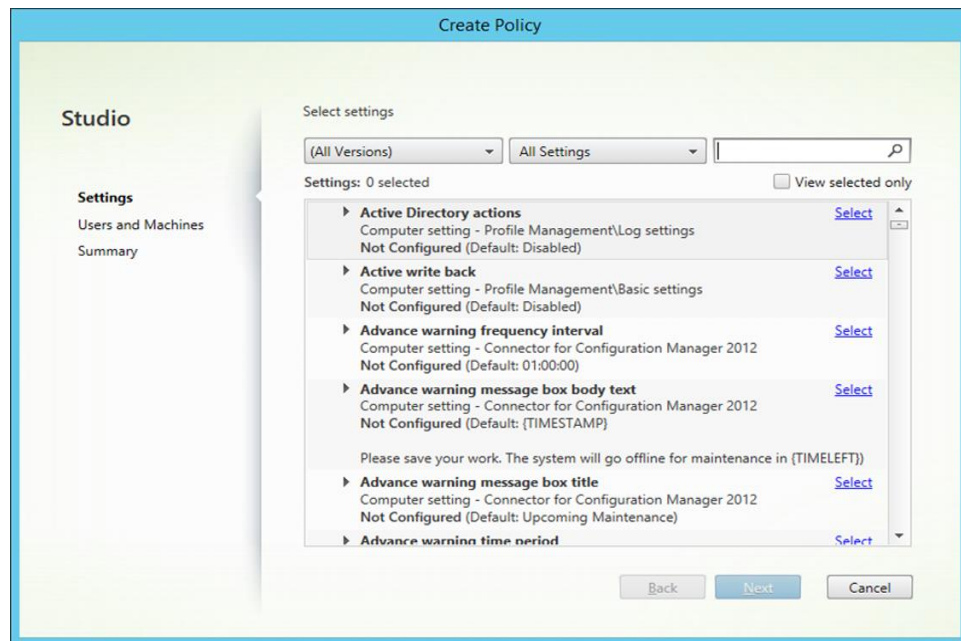 Create Policy
Studio
Settings
Users and Machines
Summary
Select settings
(All Versions)
All Settings
Settings: 0 selected
View selected only
Active Directory actions
Select
Computer setting - Profile Management\Log settings
Not Configured (Default: Disabled)
Active write back
Select
Computer setting - Profile Management\Basic settings
Not Configured (Default: Disabled)
Advance warning frequency interval
Select
Computer setting - Connector for Configuration Manager 2012
Not Configured (Default: 01:00:00)
Advance warning message box body text
Select
Computer setting - Connector for Configuration Manager 2012
Not Configured (Default: {TIMESTAMP}
Please save your work. The system will go offline for maintenance in {TIMELEFT})
Advance warning message box title
Select
Computer setting - Connector for Configuration Manager 2012
Not Configured (Default: Upcoming Maintenance)
Advance warning time period
Select
Back
Next
Cancel